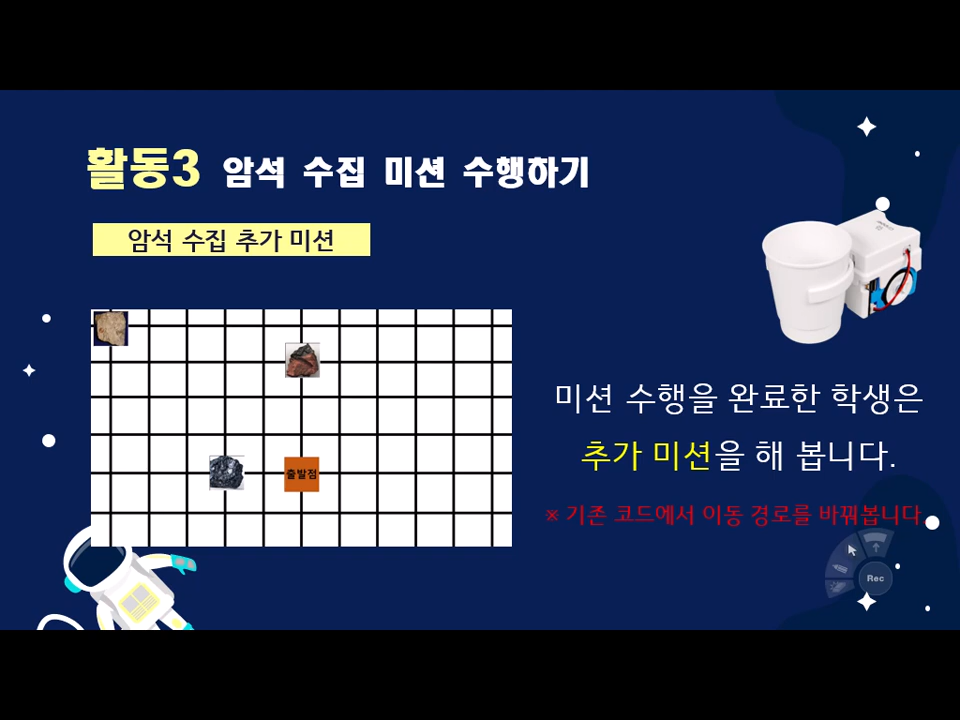 활동3 암석 수집 미션 수행하기
암석 수집 추가 미션
출발점
미션 수행을 완료한 학생은
추가 미션을 해 봅니다.
※ 기존 코드에서 이동 경로를 바꿔봅니다.
Rec